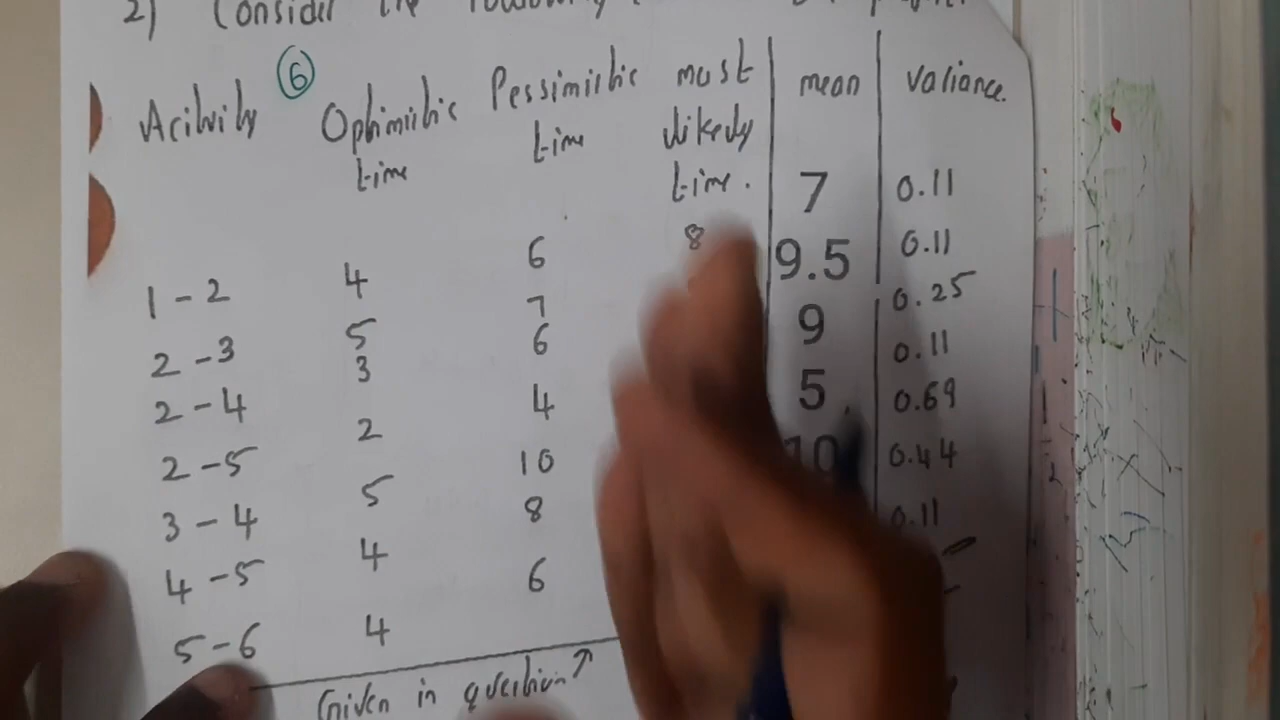 2) Consider the following
6
Activity Optimistic time Pessimistic time most likely time. mean variance.
1-2 4 6 8 7 0.11
2-3 5 7 9.5 0.11
2-4 3 6 9 0.25
2-5 2 4 5 0.11
3-4 5 10 10 0.69
4-5 4 8 0.44
5-6 4 6 0.11
Given in question↑